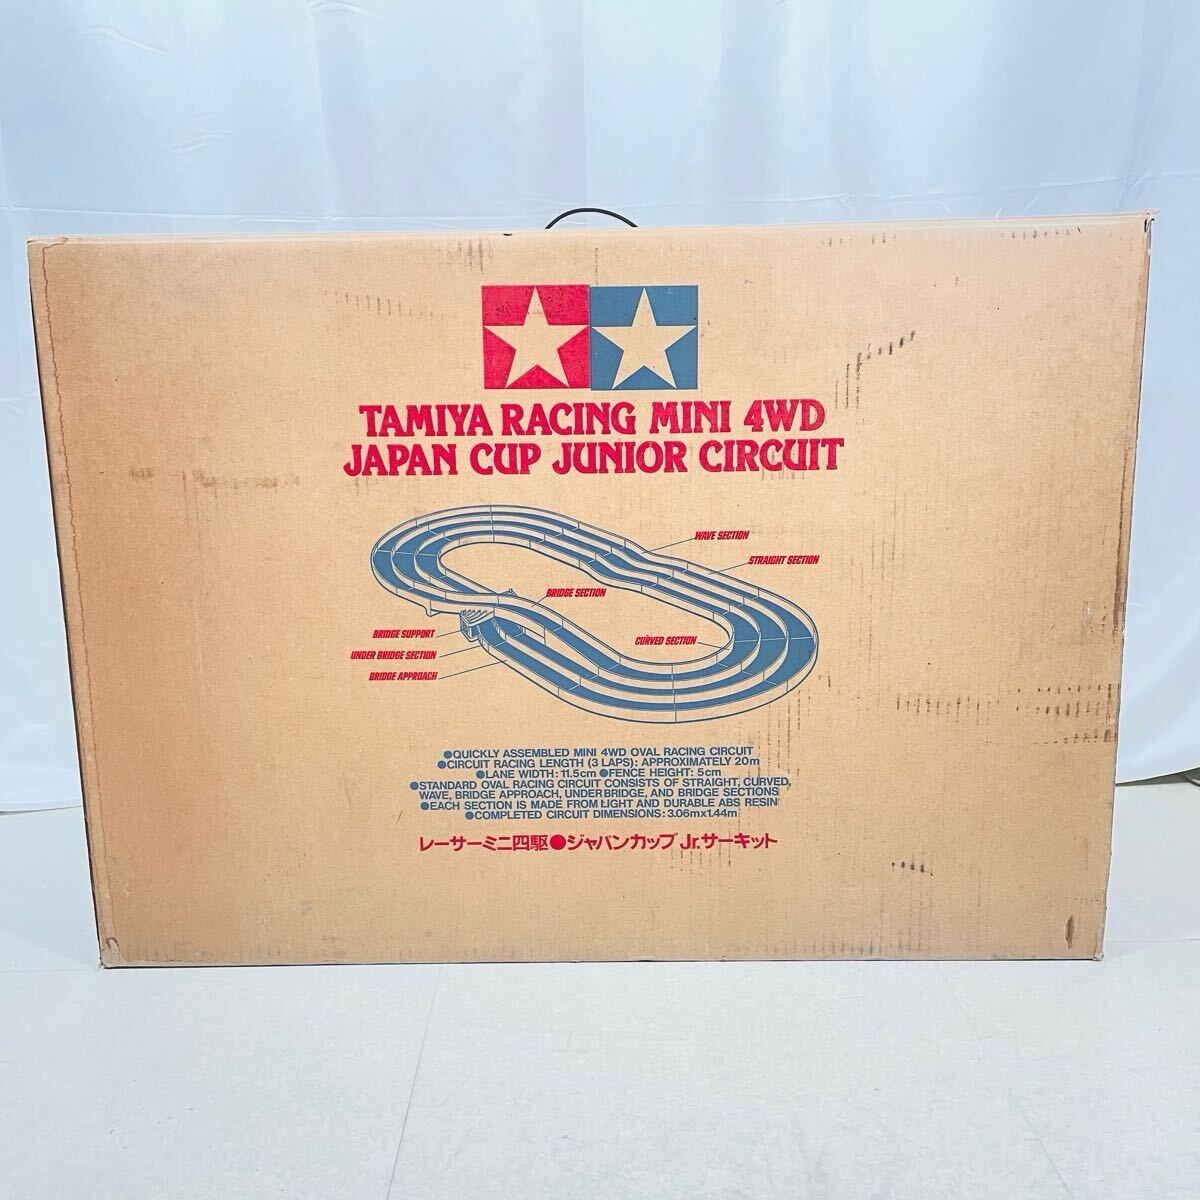 TAMIYA RACING MINI 4WD
JAPAN CUP JUNIOR CIRCUIT
WAVE SECTION
STRAIGHT SECTION
BRIDGE SECTION
BRIDGE SUPPORT
CURVED SECTION
UNDER BRIDGE SECTION
BRIDGE APPROACH
●QUICKLY ASSEMBLED MINI 4WD OVAL RACING CIRCUIT
●CIRCUIT RACING LENGTH (3 LAPS): APPROXIMATELY 20m
●LANE WIDTH: 11.5cm ●FENCE HEIGHT: 5cm
●STANDARD OVAL RACING CIRCUIT CONSISTS OF STRAIGHT, CURVED,
WAVE, BRIDGE APPROACH, UNDER BRIDGE, AND BRIDGE SECTIONS
●EACH SECTION IS MADE FROM LIGHT AND DURABLE ABS RESIN
●COMPLETED CIRCUIT DIMENSIONS: 3.06m×1.44m
レーサーミニ四駆●ジャパンカップ Jr.サーキット